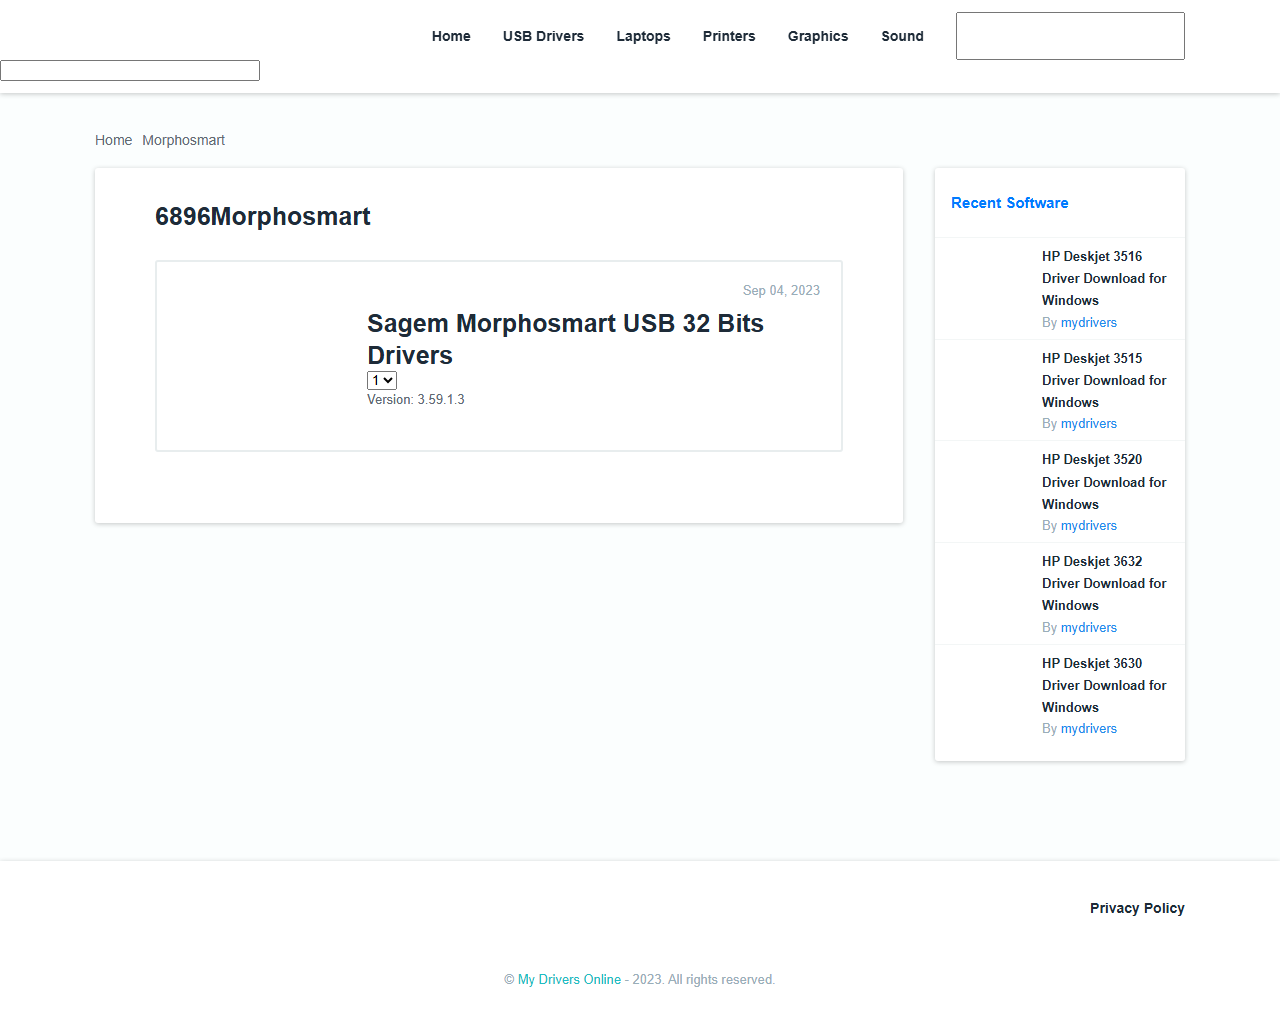 Home USB Drivers Laptops Printers Graphics Sound
Home Morphosmart
6896Morphosmart
Sep 04, 2023
Sagem Morphosmart USB 32 Bits
Drivers
1
Version: 3.59.1.3
Recent Software
HP Deskjet 3516
Driver Download for
Windows
By mydrivers
HP Deskjet 3515
Driver Download for
Windows
By mydrivers
HP Deskjet 3520
Driver Download for
Windows
By mydrivers
HP Deskjet 3632
Driver Download for
Windows
By mydrivers
HP Deskjet 3630
Driver Download for
Windows
By mydrivers
Privacy Policy
© My Drivers Online - 2023. All rights reserved.